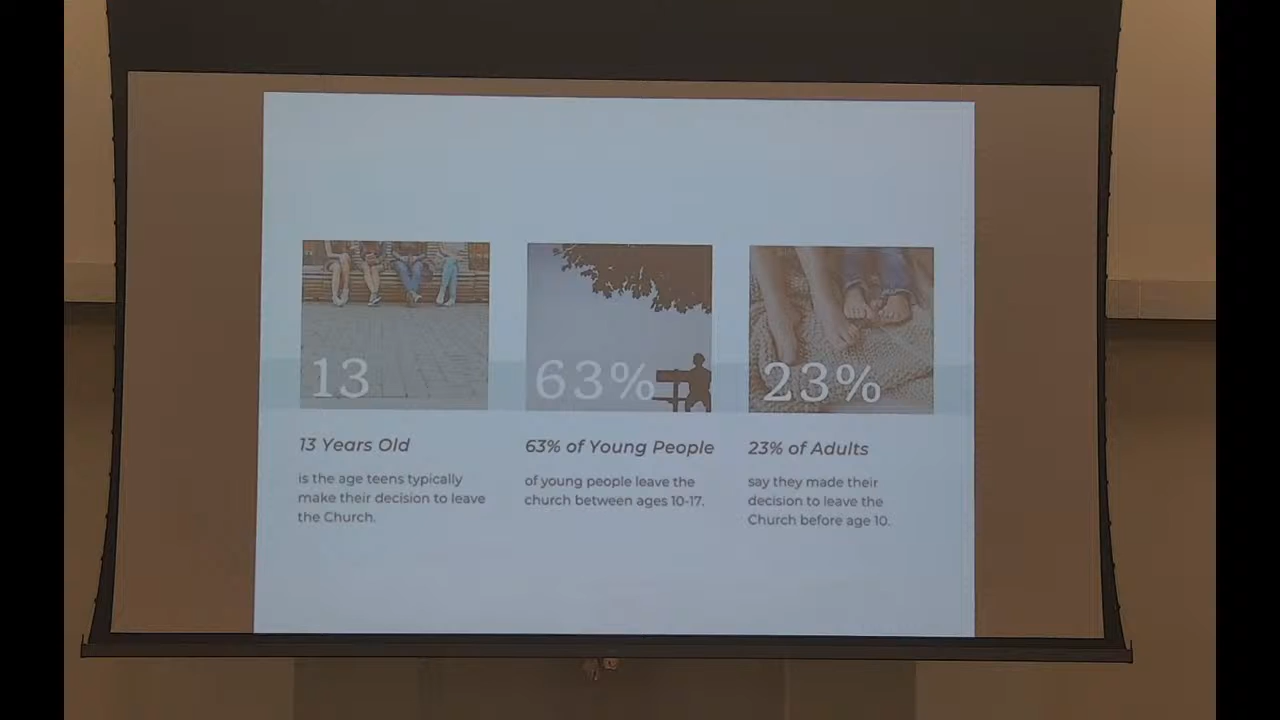 13
63%
23%
13 Years Old
is the age teens typically
make their decision to leave
the Church.
63% of Young People
of young people leave the
church between ages 10-17.
23% of Adults
say they made their
decision to leave the
Church before age 10.